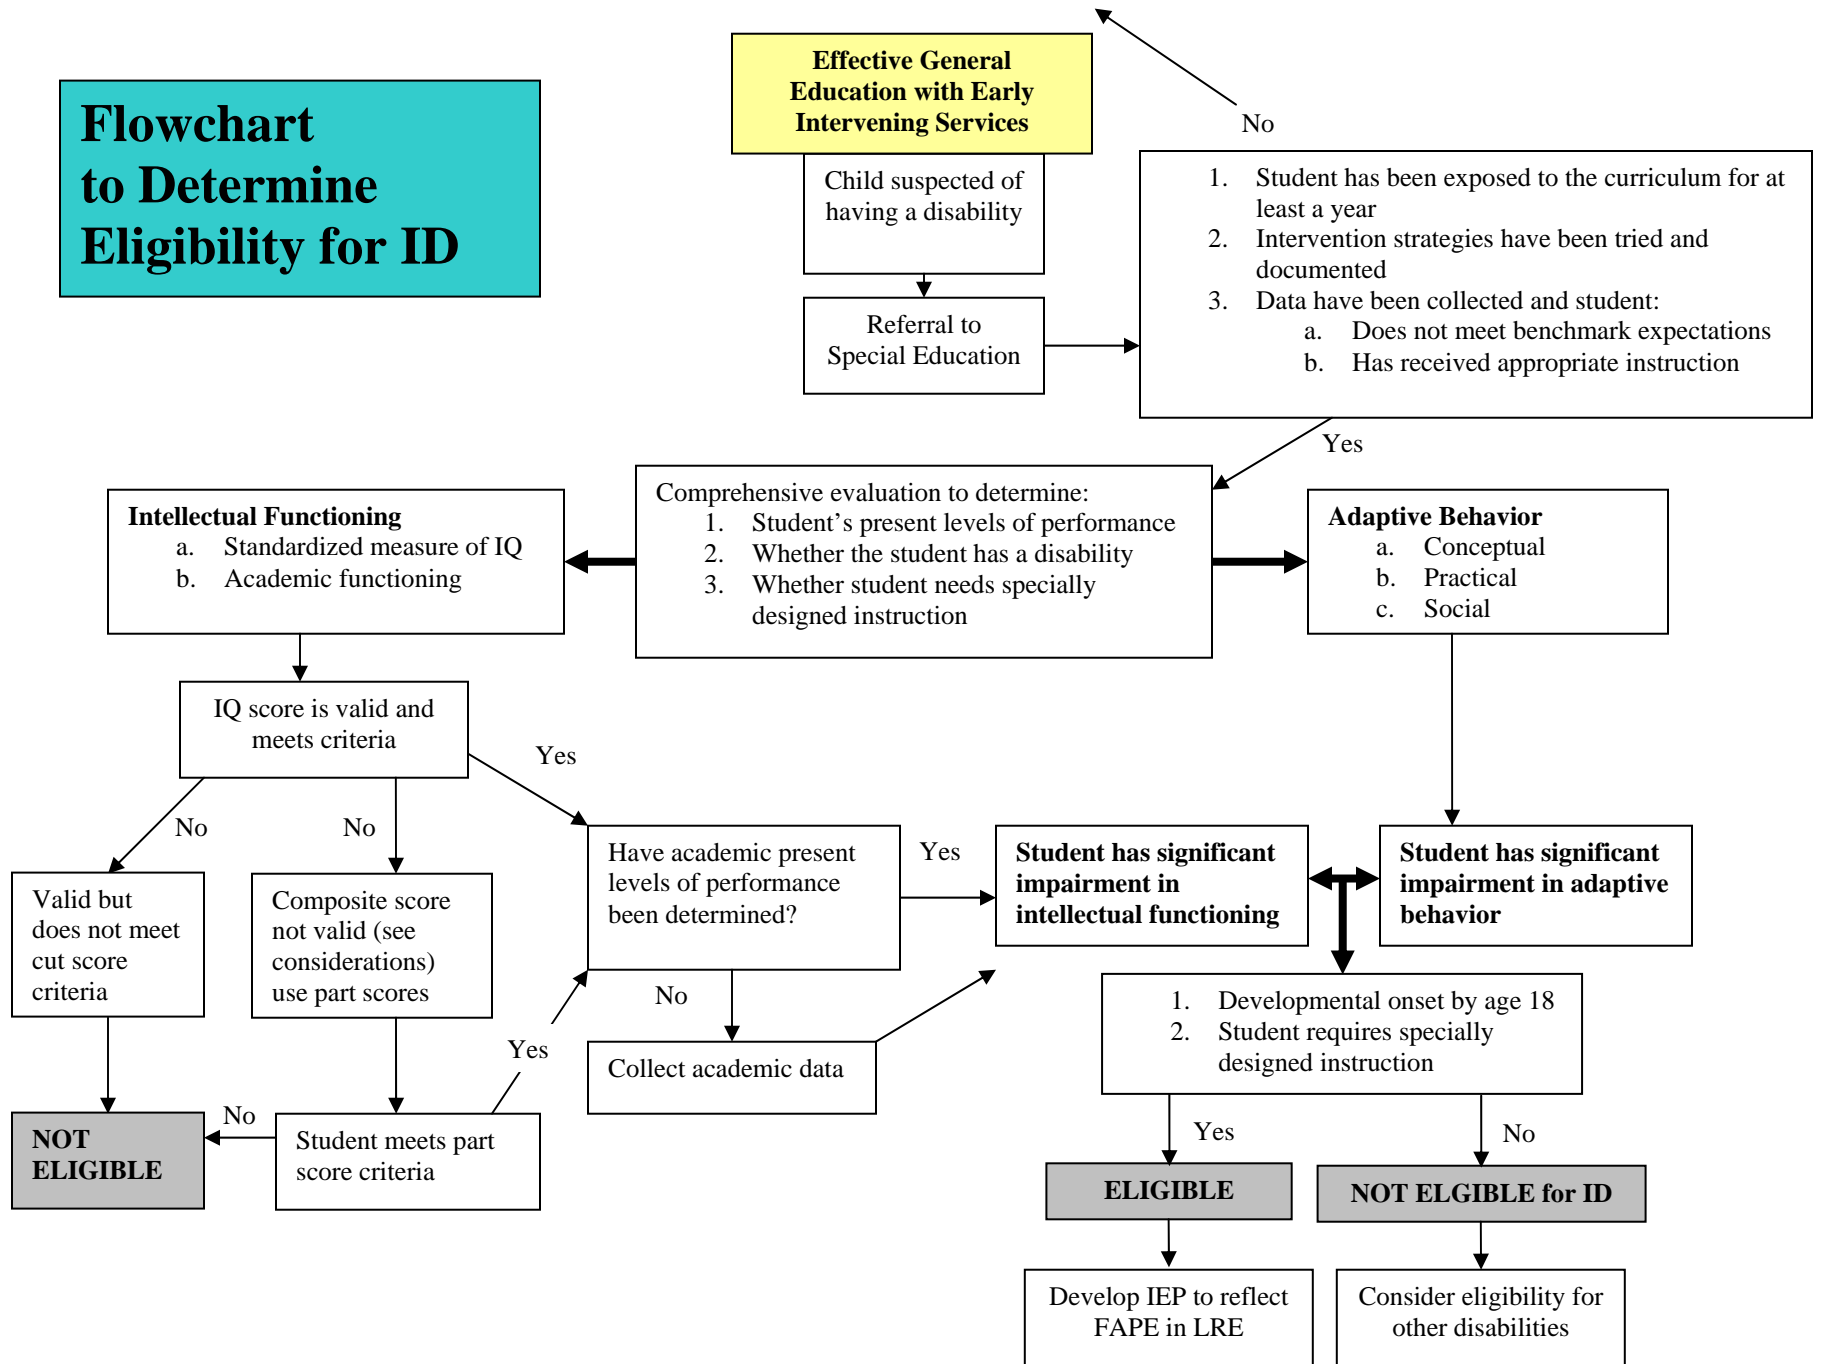 Flowchart
to Determine
Eligibility for ID
Effective General
Education with Early
Intervening Services
Child suspected of
having a disability
Referral to
Special Education
No
1. Student has been exposed to the curriculum for at
least a year
2. Intervention strategies have been tried and
documented
3. Data have been collected and student:
a. Does not meet benchmark expectations
b. Has received appropriate instruction
Yes
Comprehensive evaluation to determine:
1. Student’s present levels of performance
2. Whether the student has a disability
3. Whether student needs specially
designed instruction
Intellectual Functioning
a. Standardized measure of IQ
b. Academic functioning
Adaptive Behavior
a. Conceptual
b. Practical
c. Social
IQ score is valid and
meets criteria
Yes
No
No
Valid but
does not meet
cut score
criteria
Composite score
not valid (see
considerations)
use part scores
Have academic present
levels of performance
been determined?
Yes
Student has significant
impairment in
intellectual functioning
Student has significant
impairment in adaptive
behavior
No
Yes
Collect academic data
1. Developmental onset by age 18
2. Student requires specially
designed instruction
NOT
ELIGIBLE
No
Student meets part
score criteria
Yes
No
ELIGIBLE
NOT ELGIBLE for ID
Develop IEP to reflect
FAPE in LRE
Consider eligibility for
other disabilities